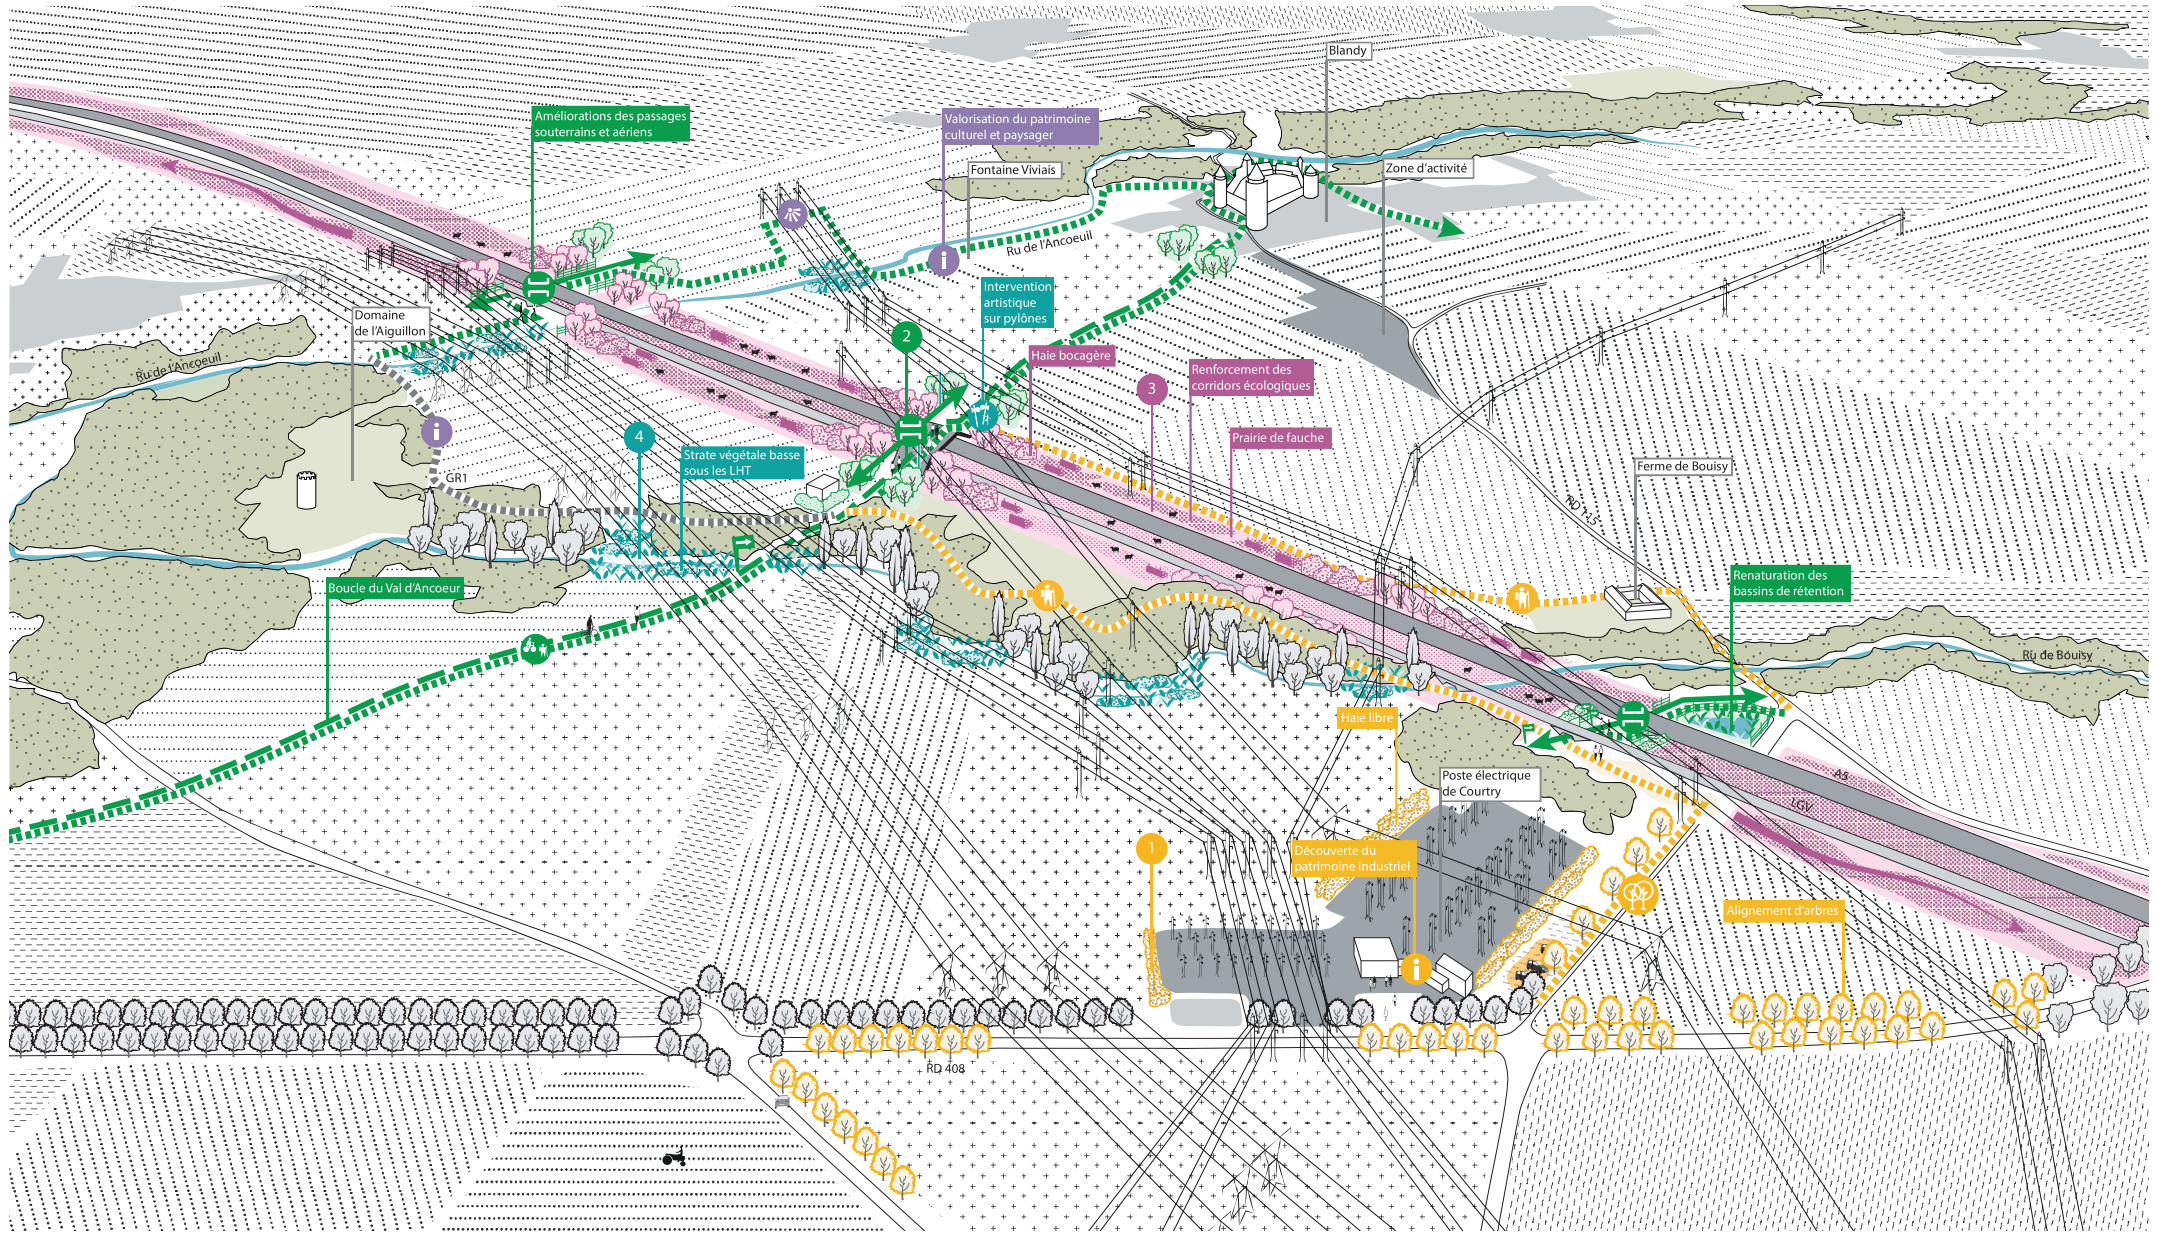 Blandy
Améliorations des passages
souterrains et aériens
Valorisation du patrimoine
culturel et paysager
Fontaine Viviais
Zone d'activité
Ru de l'Ancoeuil
Intervention
artistique
sur pylônes
Domaine
de l'Aiguillon
2
Haie bocagère
Ru de l'Ancoeuil
Renforcement des
corridors écologiques
3
i
i
4
Prairie de fauche
Strate végétale basse
sous les LHT
GR1
Ferme de Bouisy
RD 115
Boucle du Val d'Ancoeur
Renaturation des
bassins de rétention
Ru de Bouisy
Haie libre
Poste électrique
de Courtry
A5
LGV
1
Découverte du
patrimoine industriel
Alignement d'arbres
i
RD 408